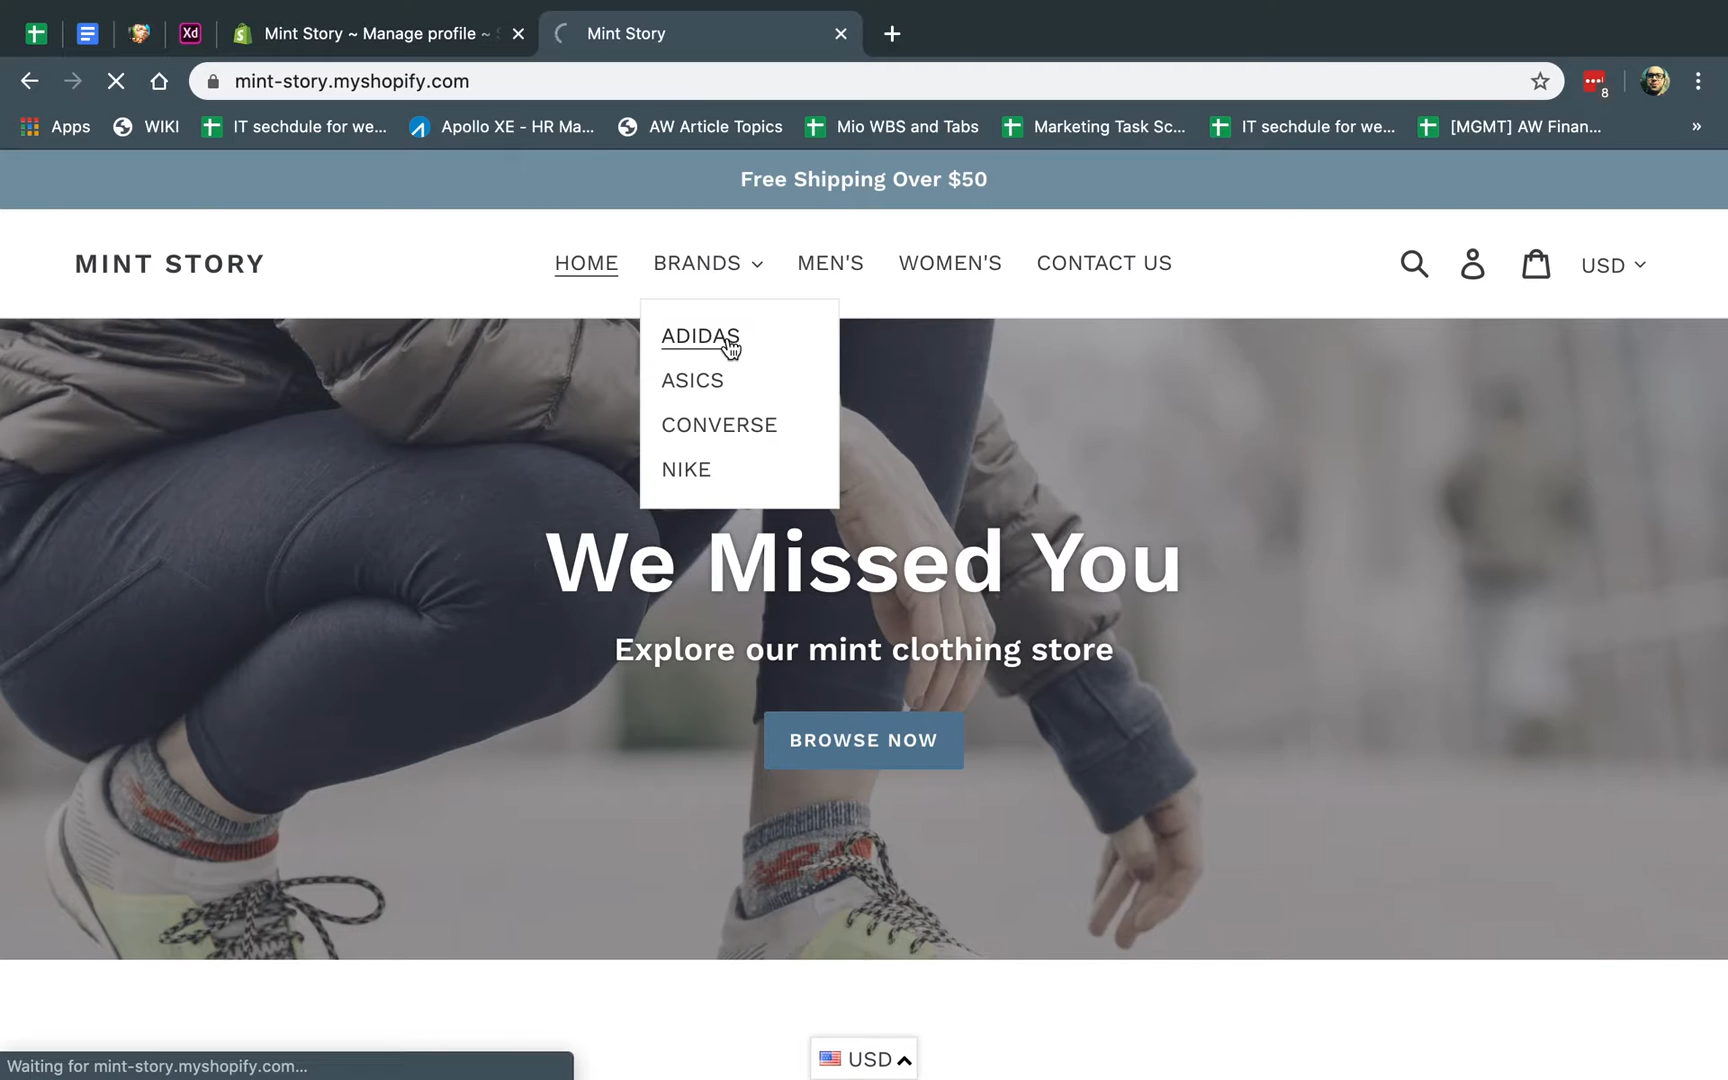 Xd
Mint Story ~ Manage profile ~
Mint Story
mint-story.myshopify.com
8
Apps
WIKI
IT sechdule for we...
Apollo XE - HR Ma...
AW Article Topics
Mio WBS and Tabs
Marketing Task Sc...
IT sechdule for we...
[MGMT] AW Finan...
»
Free Shipping Over $50
MINT STORY
HOME
BRANDS
MEN'S
WOMEN'S
CONTACT US
USD
ADIDAS
ASICS
CONVERSE
NIKE
We Missed You
Explore our mint clothing store
BROWSE NOW
USD
Waiting for mint-story.myshopify.com...